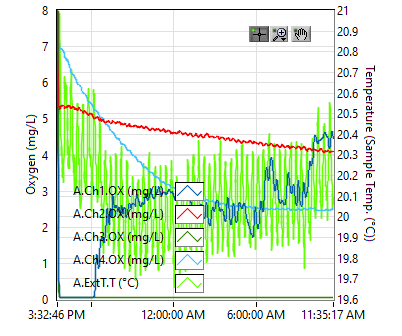 8
7
6
5
4
3
2
1
0
Oxygen (mg/L)
21
20.9
20.8
20.7
20.6
20.5
20.4
20.3
20.2
20.1
20
19.9
19.8
19.7
19.6
Temperature (Sample Temp. (°C))
A.Ch1.OX (mg/L)
A.Ch2.OX (mg/L)
A.Ch3.OX (mg/L)
A.Ch4.OX (mg/L)
A.ExtT.T (°C)
3:32:46 PM
12:00:00 AM
6:00:00 AM
11:35:17 AM